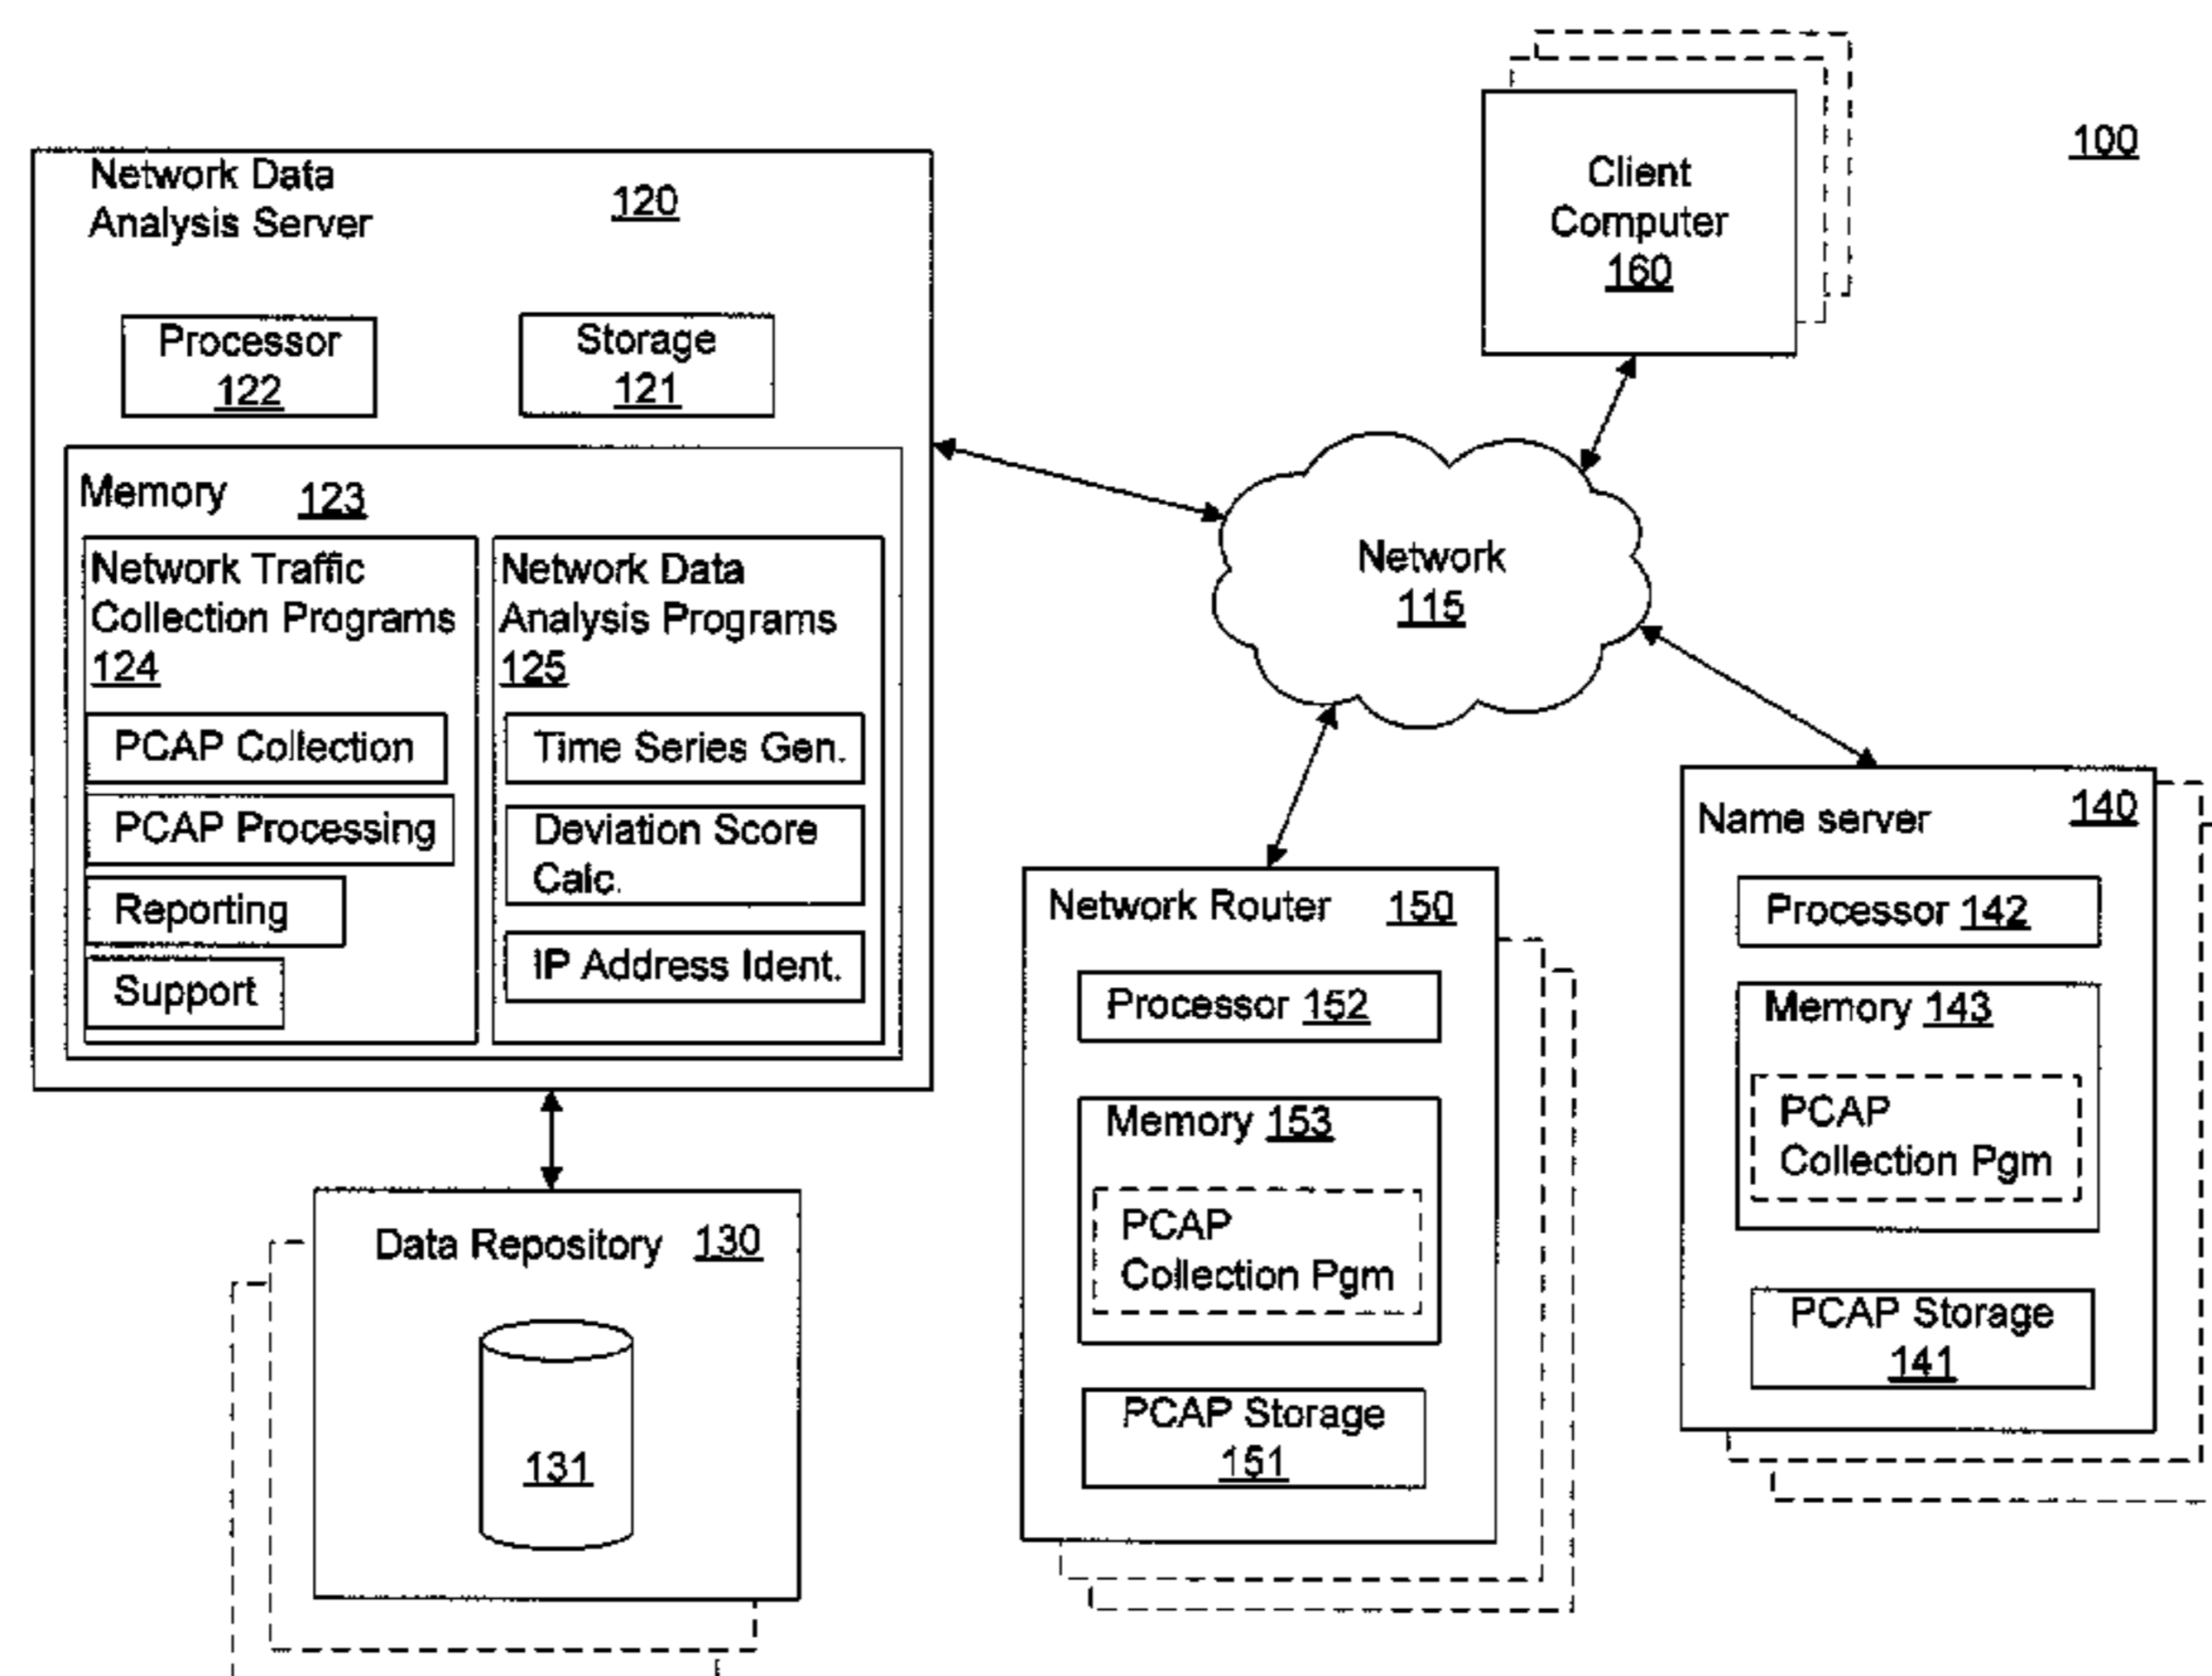 100
Network Data
Analysis Server
120
Processor
122
Storage
121
Memory 123
Network Traffic
Collection Programs
124
PCAP Collection
PCAP Processing
Reporting
Support
Network Data
Analysis Programs
125
Time Series Gen.
Deviation Score
Calc.
IP Address Ident.
Data Repository 130
131
Client
Computer
160
Network
115
Network Router 150
Processor 152
Memory 153
PCAP
Collection Pgm
PCAP Storage
151
Name server 140
Processor 142
Memory 143
PCAP
Collection Pgm
PCAP Storage
141